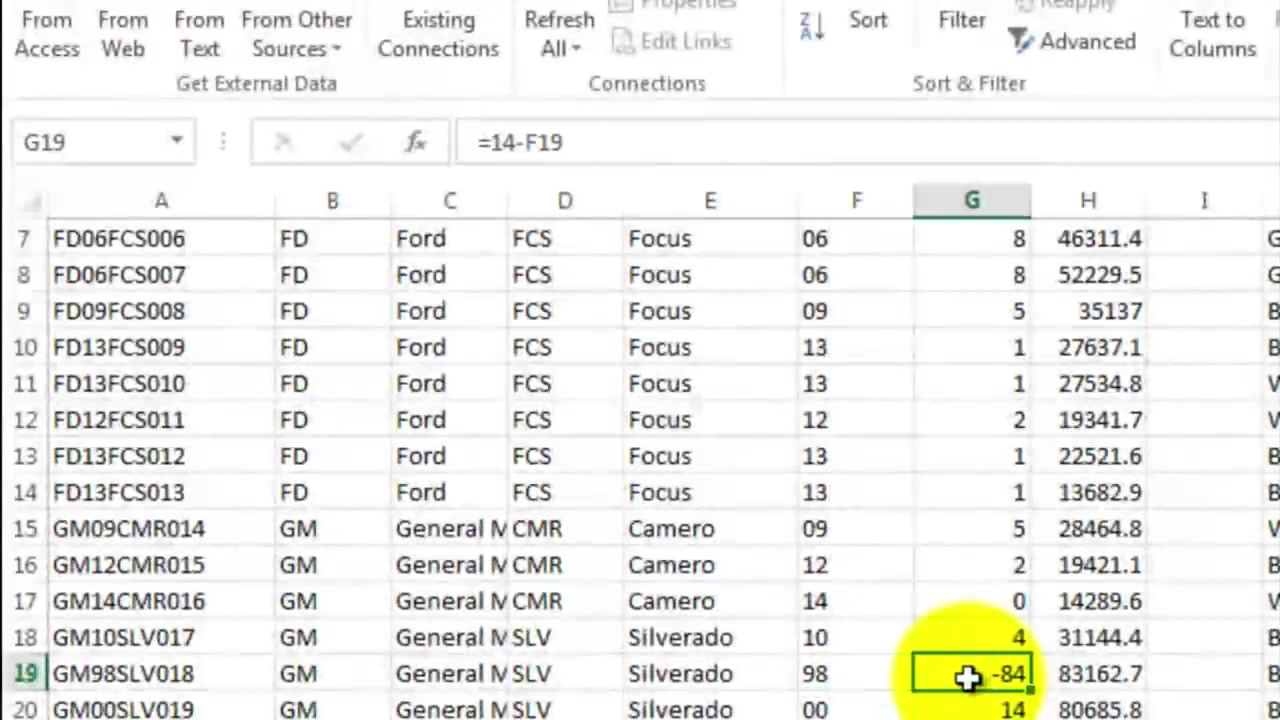 From From From From Other Existing Refresh Properties Sort Filter Reapply Text to
Access Web Text Sources Connections All Edit Links Advanced Columns
Get External Data Connections Sort & Filter
G19 fx =14-F19
A B C D E F G H I
7 FD06FCS006 FD Ford FCS Focus 06 8 46311.4 G
8 FD06FCS007 FD Ford FCS Focus 06 8 52229.5 G
9 FD09FCS008 FD Ford FCS Focus 09 5 35137 B
10 FD13FCS009 FD Ford FCS Focus 13 1 27637.1 B
11 FD13FCS010 FD Ford FCS Focus 13 1 27534.8 W
12 FD12FCS011 FD Ford FCS Focus 12 2 19341.7 W
13 FD13FCS012 FD Ford FCS Focus 13 1 22521.6 B
14 FD13FCS013 FD Ford FCS Focus 13 1 13682.9 B
15 GM09CMR014 GM General M CMR Camero 09 5 28464.8 W
16 GM12CMR015 GM General M CMR Camero 12 2 19421.1 B
17 GM14CMR016 GM General M CMR Camero 14 0 14289.6 W
18 GM10SLV017 GM General M SLV Silverado 10 4 31144.4 B
19 GM98SLV018 GM General M SLV Silverado 98 -84 83162.7 B
20 GM00SLV019 GM General M SLV Silverado 00 14 80685.8 B